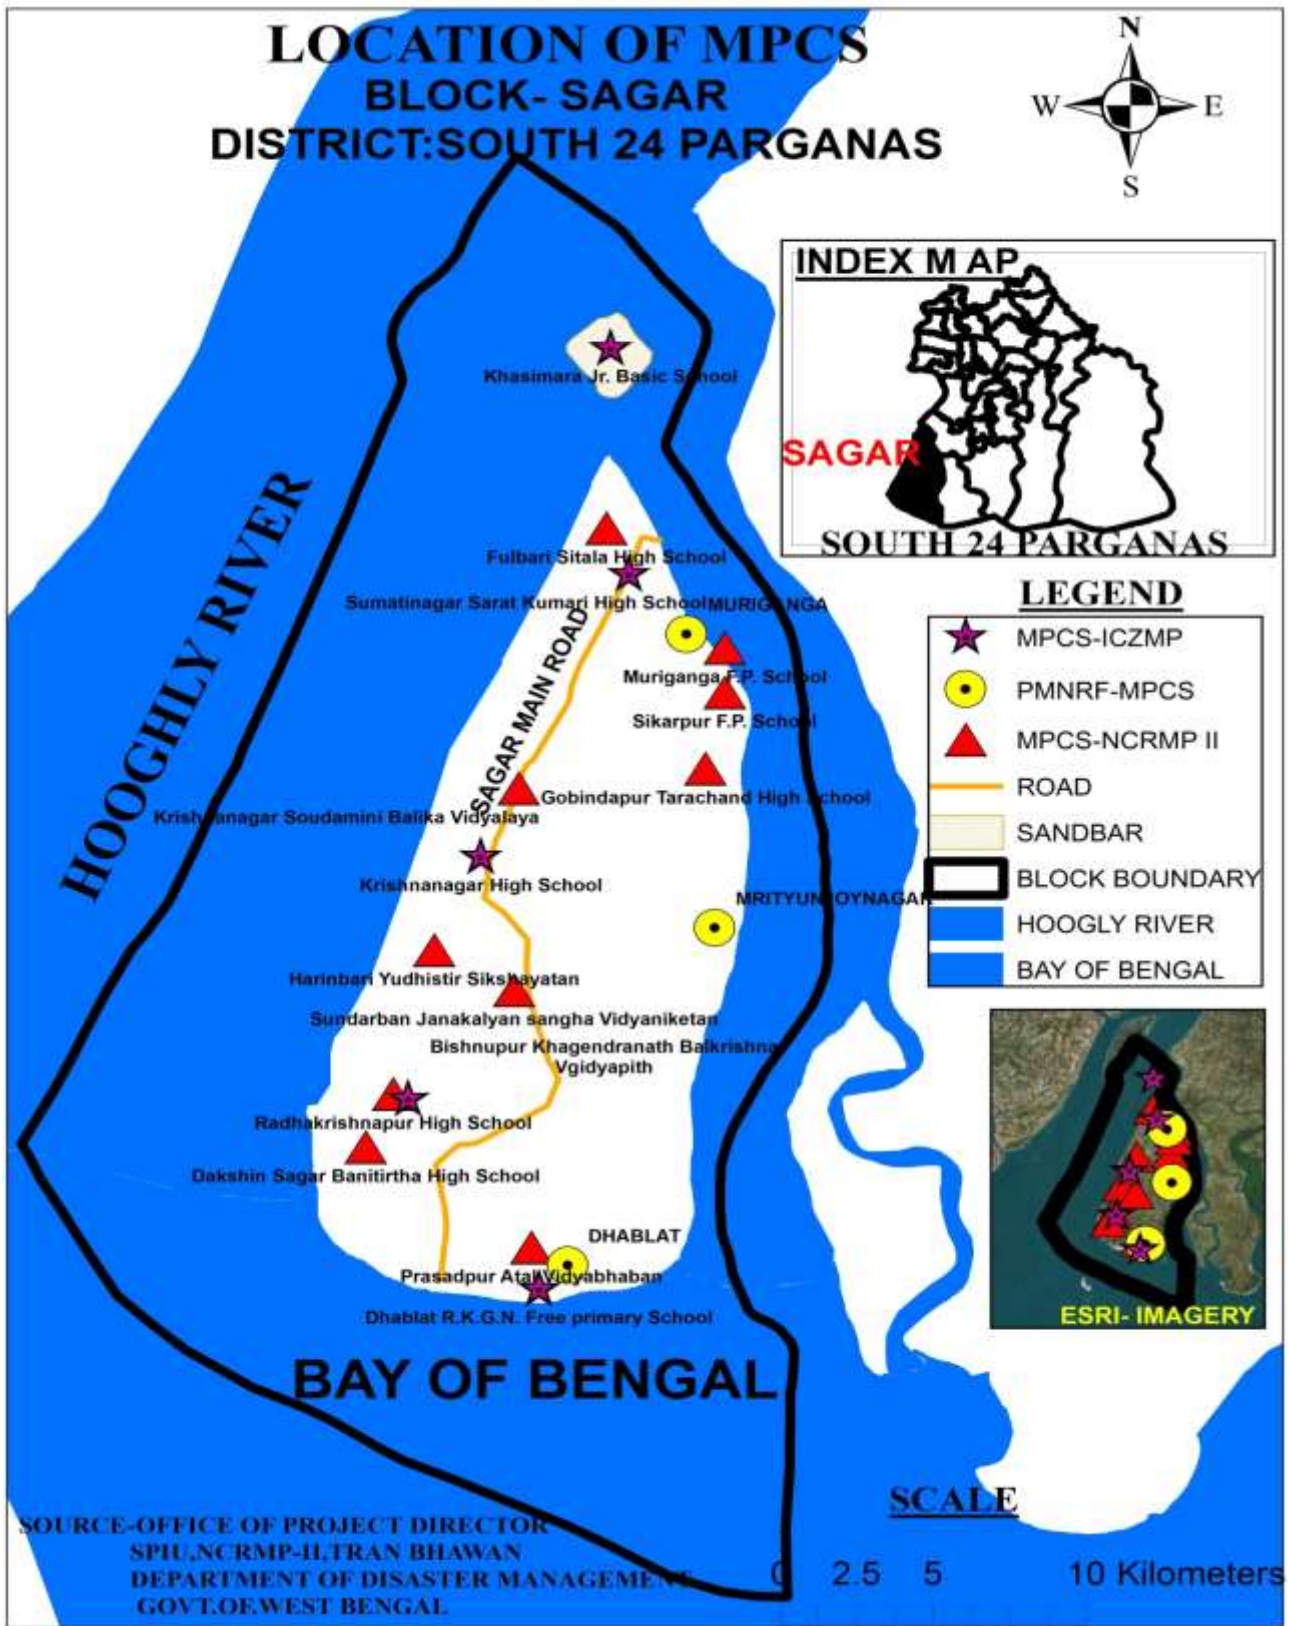 LOCATION OF MPCS
BLOCK- SAGAR
DISTRICT:SOUTH 24 PARGANAS
N
W
E
S
INDEX M AP
SAGAR
SOUTH 24 PARGANAS
Khasimara Jr. Basic School
HOOGHLY RIVER
Fulbari Sitala High School
Sumatinagar Sarat Kumari High School
MURIGANGA
SAGAR MAIN ROAD
Muriganga F.P. School
Sikarpur F.P. School
Gobindapur Tarachand High School
Krishnanagar Soudamini Balika Vidyalaya
Krishnanagar High School
MRITYUNJOYNAGAR
Harinbari Yudhistir Sikshayatan
Sundarban Janakalyan sangha Vidyaniketan
Bishnupur Khagendranath Balkrishna
Vgidyapith
Radhakrishnapur High School
Dakshin Sagar Banitirtha High School
DHABLAT
Prasadpur Atal Vidyabhaban
Dhablat R.K.G.N. Free primary School
BAY OF BENGAL
LEGEND
MPCS-ICZMP
PMNRF-MPCS
MPCS-NCRMP II
ROAD
SANDBAR
BLOCK BOUNDARY
HOOGLY RIVER
BAY OF BENGAL
ESRI- IMAGERY
SCALE
0 2.5 5 10 Kilometers
SOURCE-OFFICE OF PROJECT DIRECTOR
SPIU,NCRMP-II,TRAN BHAWAN
DEPARTMENT OF DISASTER MANAGEMENT
GOVT.OF.WEST BENGAL